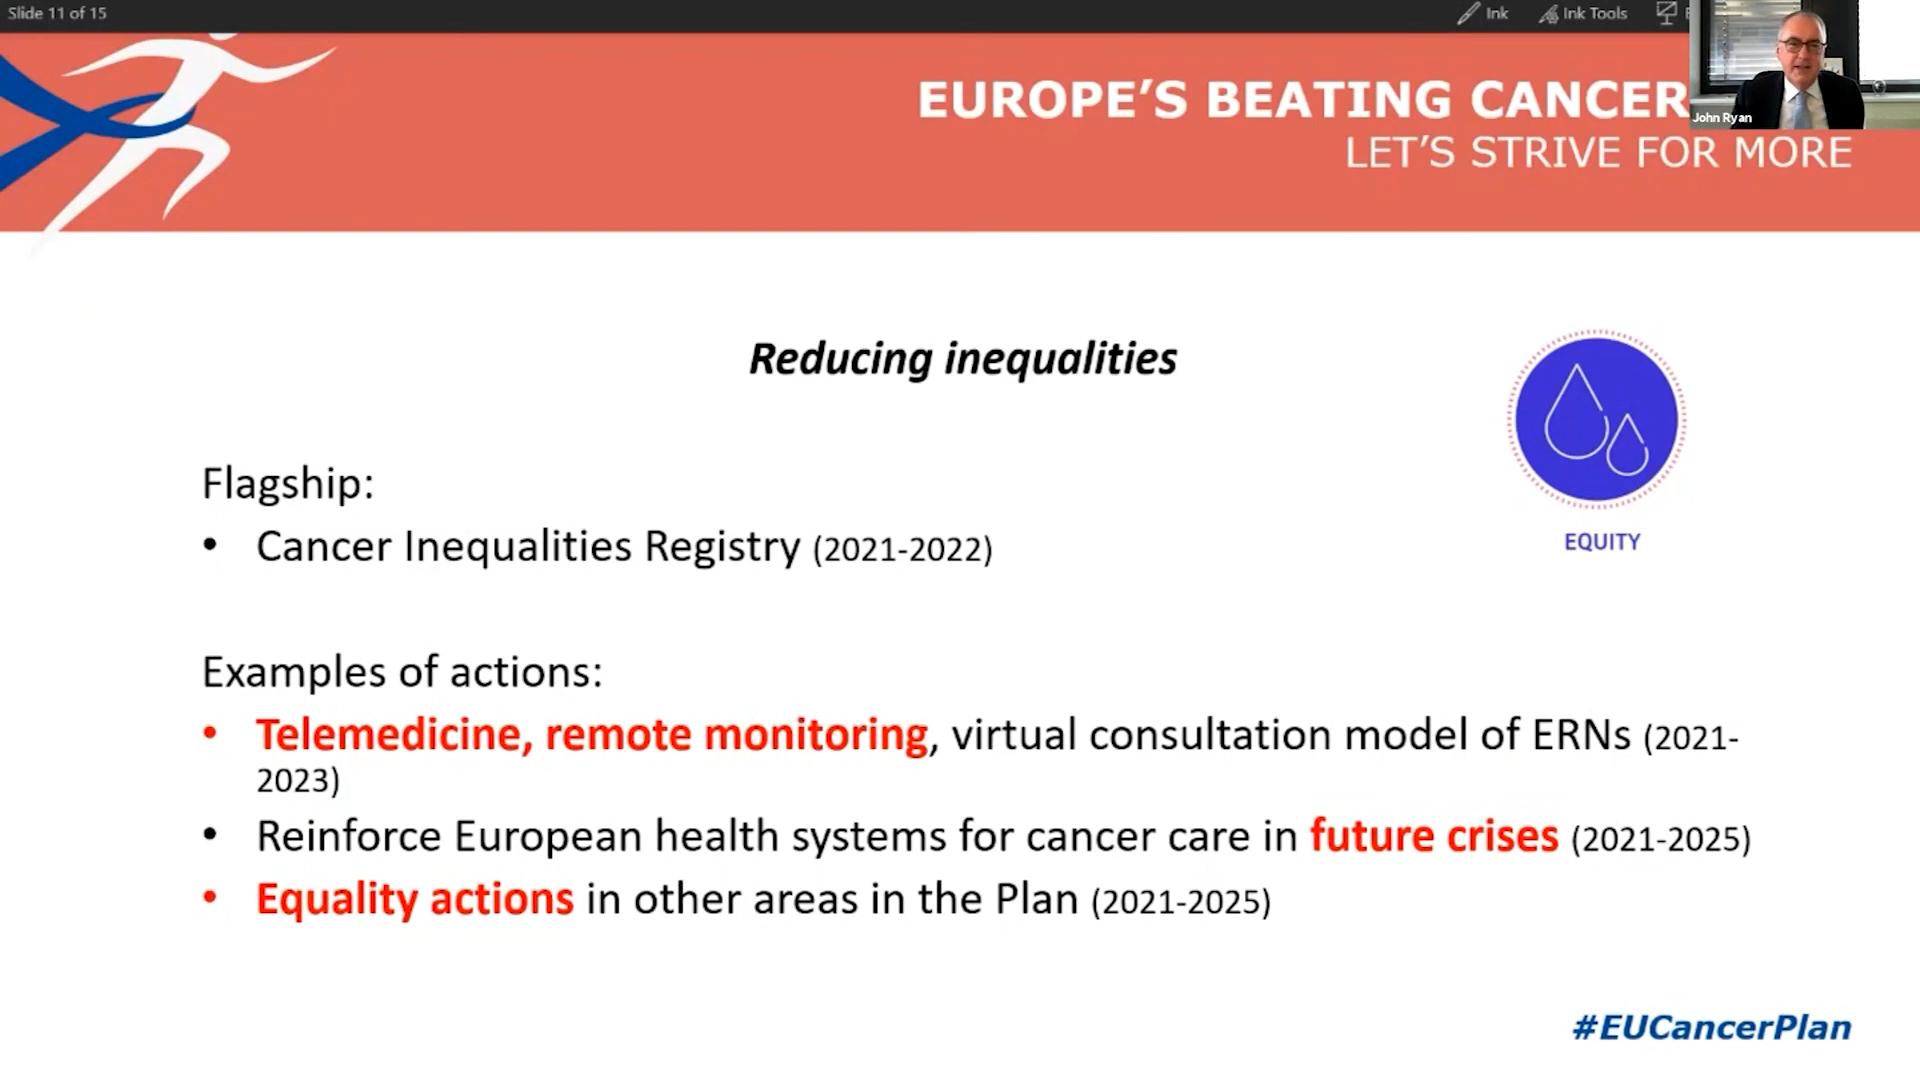 Slide 11 of 15
Ink
Ink Tools
EUROPE’S BEATING CANCER
LET’S STRIVE FOR MORE
John Ryan
Reducing inequalities
Flagship:
• Cancer Inequalities Registry (2021-2022)
EQUITY
Examples of actions:
• Telemedicine, remote monitoring, virtual consultation model of ERNs (2021-
2023)
• Reinforce European health systems for cancer care in future crises (2021-2025)
• Equality actions in other areas in the Plan (2021-2025)
#EUCancerPlan